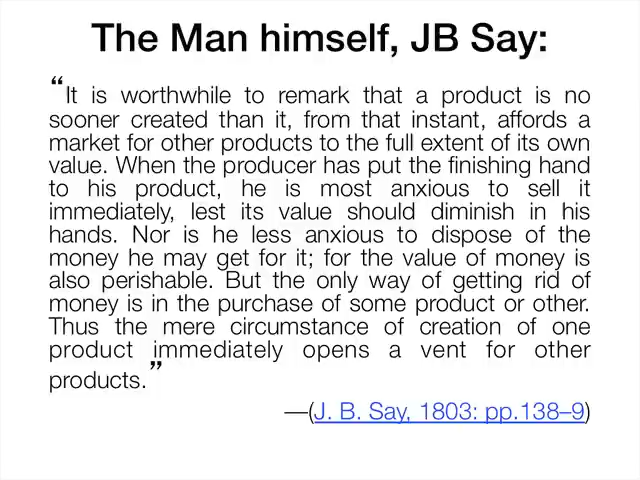 The Man himself, JB Say:
“It is worthwhile to remark that a product is no
sooner created than it, from that instant, affords a
market for other products to the full extent of its own
value. When the producer has put the finishing hand
to his product, he is most anxious to sell it
immediately, lest its value should diminish in his
hands. Nor is he less anxious to dispose of the
money he may get for it; for the value of money is
also perishable. But the only way of getting rid of
money is in the purchase of some product or other.
Thus the mere circumstance of creation of one
product immediately opens a vent for other
products.”
—(J. B. Say, 1803: pp.138–9)